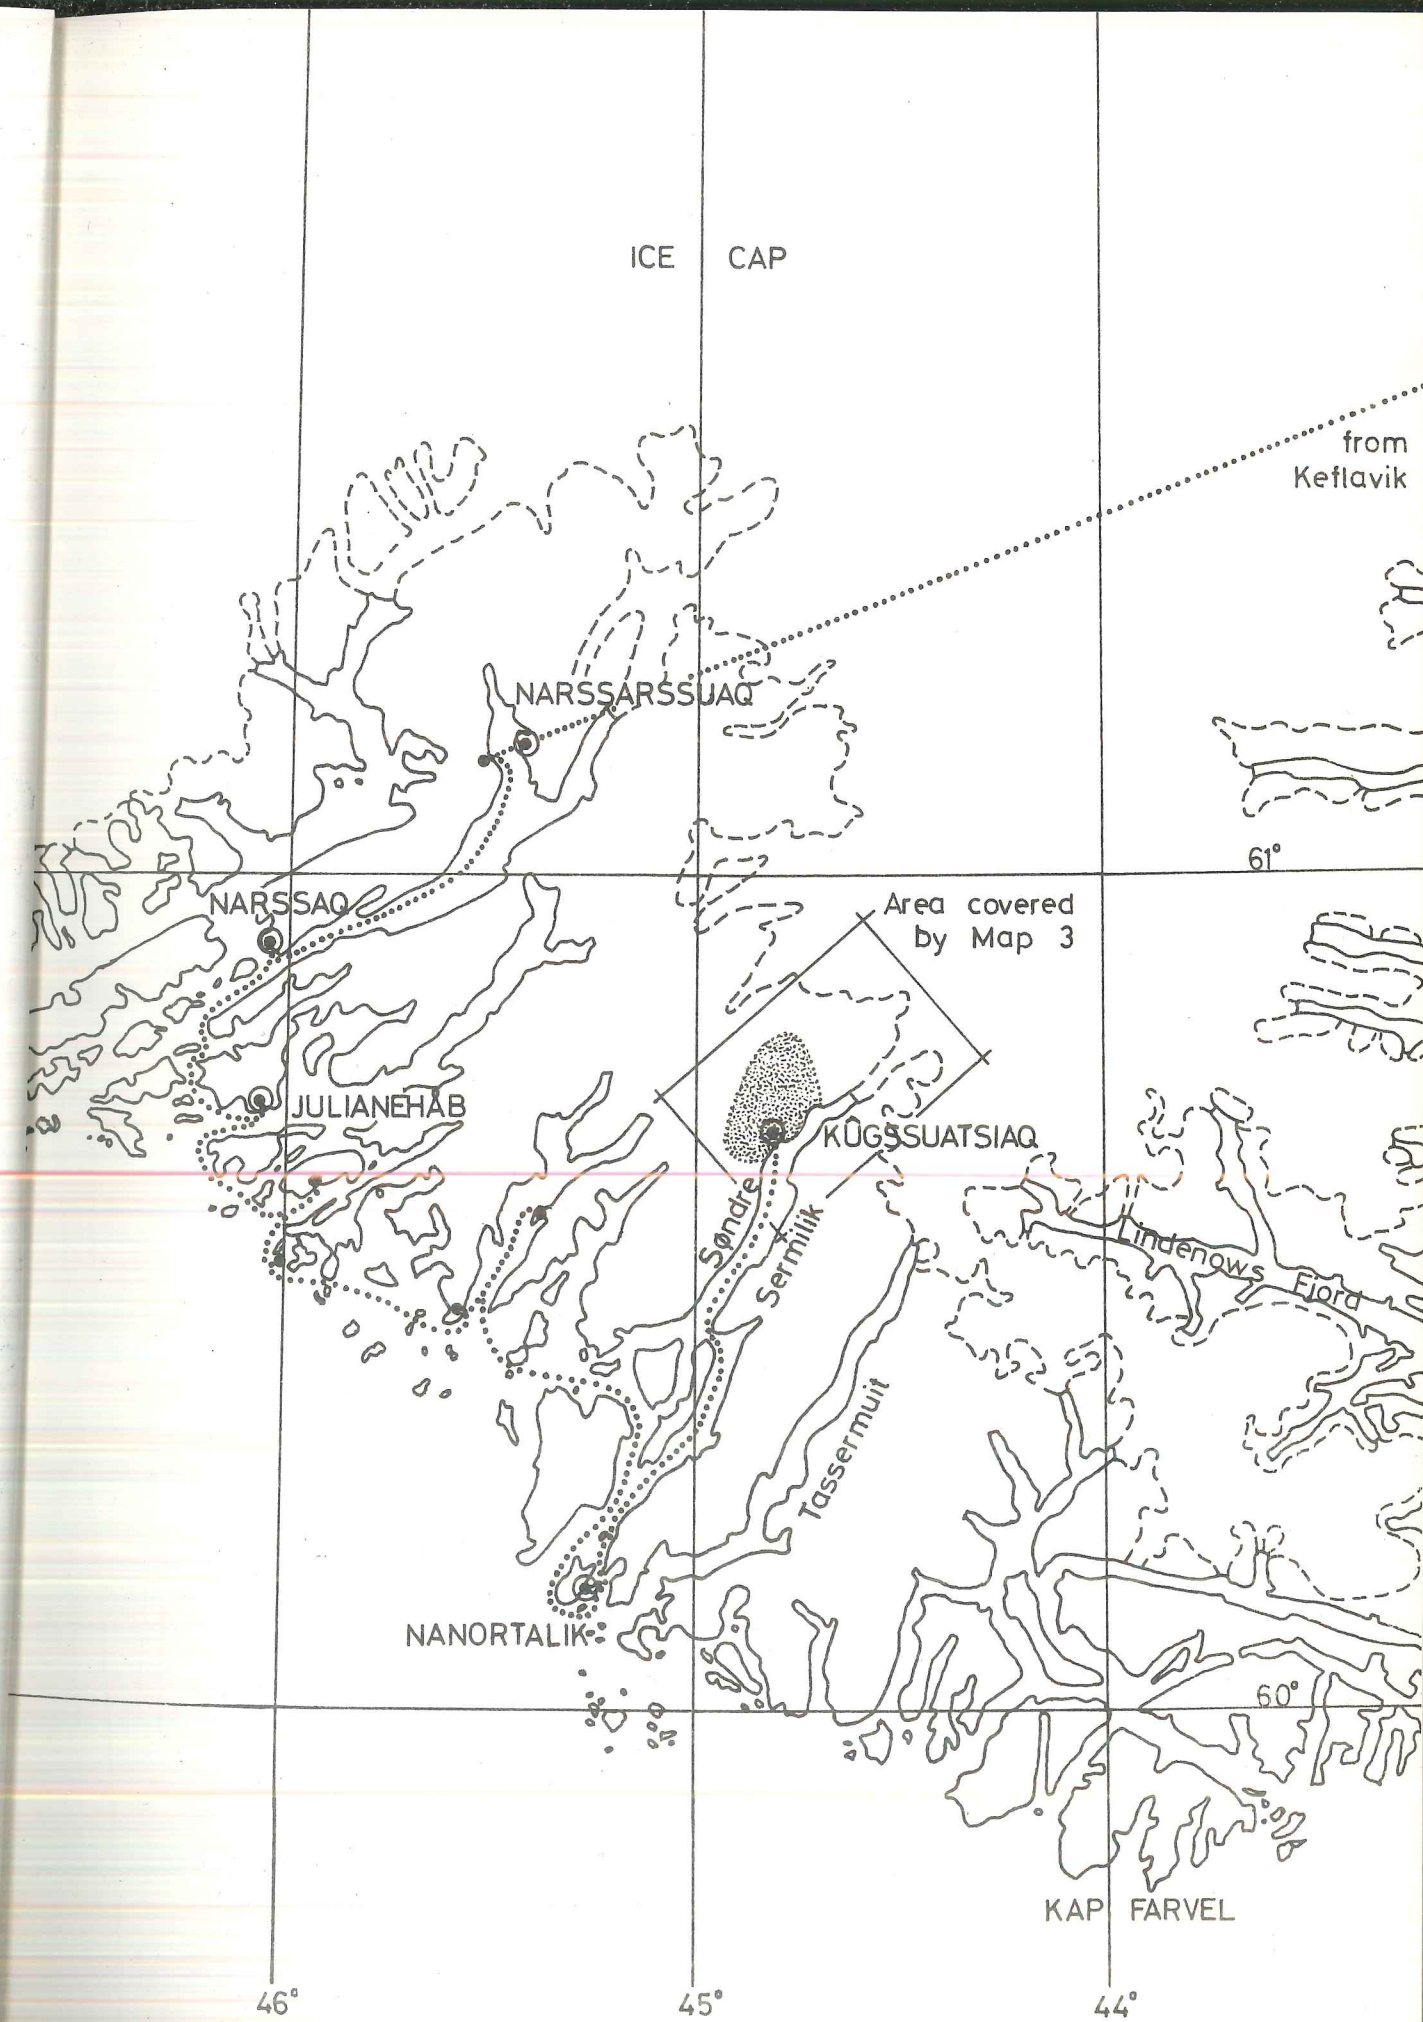 ICE CAP
from
Keflavik
NARSSARSSUAQ
61°
NARSSAQ
Area covered
by Map 3
JULIANEHÅB
KÛGSSUATSIAQ
Søndre
Sermilik
Lindenows Fjord
Tassermuit
NANORTALIK
60°
KAP FARVEL
46°
45°
44°